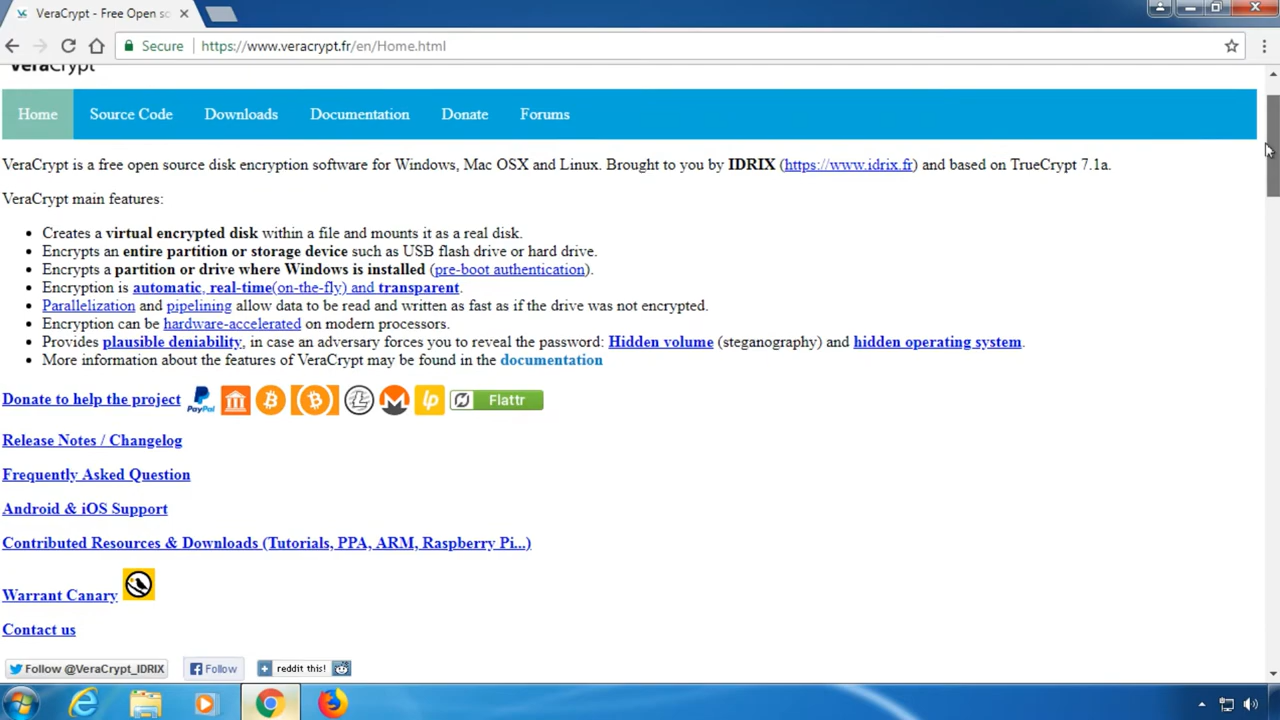 VeraCrypt - Free Open so
Secure https://www.veracrypt.fr/en/Home.html
VeraCrypt
Home Source Code Downloads Documentation Donate Forums
VeraCrypt is a free open source disk encryption software for Windows, Mac OSX and Linux. Brought to you by IDRIX (https://www.idrix.fr) and based on TrueCrypt 7.1a.
VeraCrypt main features:
• Creates a virtual encrypted disk within a file and mounts it as a real disk.
• Encrypts an entire partition or storage device such as USB flash drive or hard drive.
• Encrypts a partition or drive where Windows is installed (pre-boot authentication).
• Encryption is automatic, real-time(on-the-fly) and transparent.
• Parallelization and pipelining allow data to be read and written as fast as if the drive was not encrypted.
• Encryption can be hardware-accelerated on modern processors.
• Provides plausible deniability, in case an adversary forces you to reveal the password: Hidden volume (steganography) and hidden operating system.
• More information about the features of VeraCrypt may be found in the documentation
Donate to help the project PayPal lp Flattr
Release Notes / Changelog
Frequently Asked Question
Android & iOS Support
Contributed Resources & Downloads (Tutorials, PPA, ARM, Raspberry Pi...)
Warrant Canary
Contact us
Follow @VeraCrypt_IDRIX Follow reddit this!